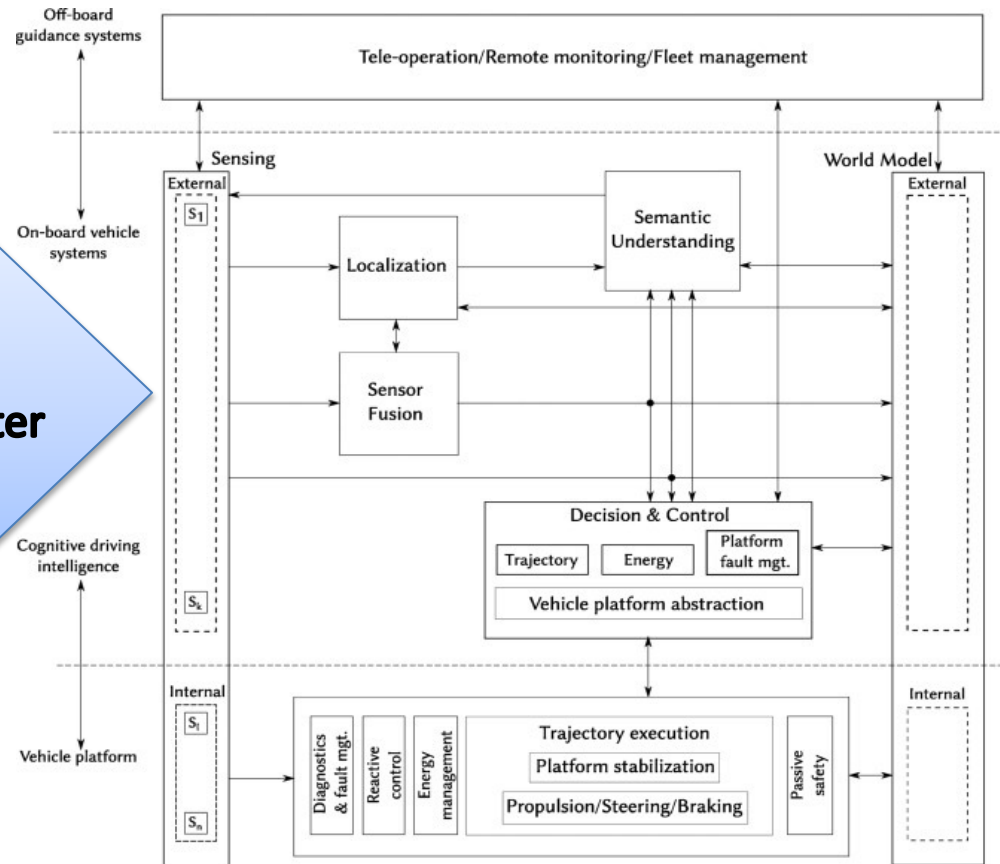 Off-board
guidance systems
Tele-operation/Remote monitoring/Fleet management
Sensing
World Model
External
External
S1
On-board vehicle
systems
Semantic
Understanding
Localization
Sensor
Fusion
Decision & Control
Trajectory
Energy
Platform
fault mgt.
Vehicle platform abstraction
Cognitive driving
intelligence
Sk
Internal
Internal
Sl
Vehicle platform
Diagnostics
& fault mgt.
Reactive
control
Energy
management
Trajectory execution
Platform stabilization
Propulsion/Steering/Braking
Passive
safety
Sn